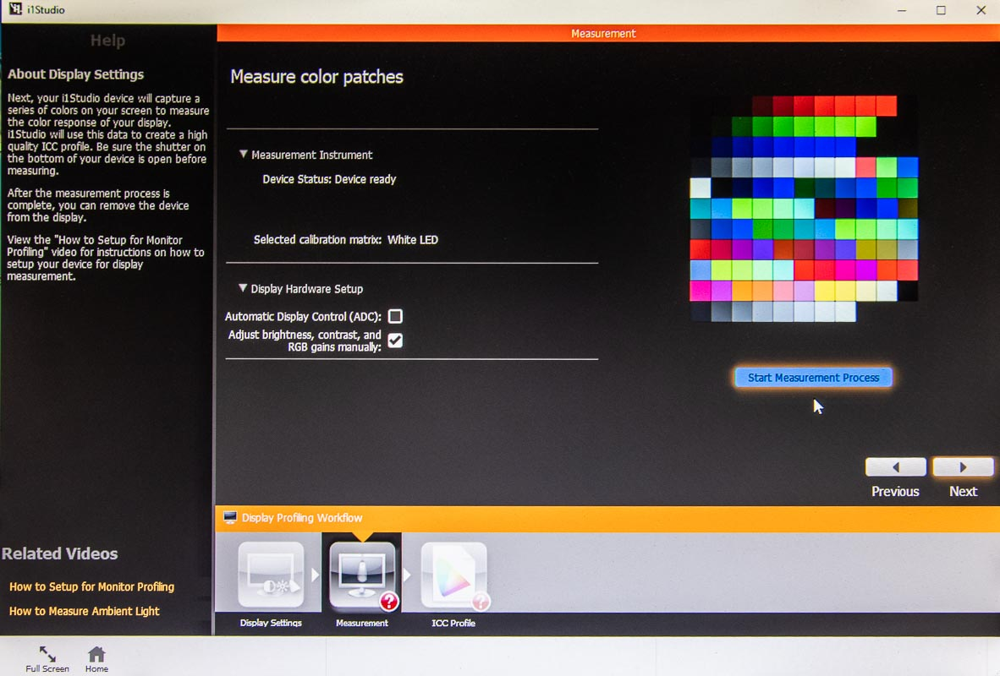 i1Studio
Help
About Display Settings
Next, your i1Studio device will capture a
series of colors on your screen to measure
the color response of your display.
i1Studio will use this data to create a high
quality ICC profile. Be sure the shutter on
the bottom of your device is open before
measuring.
After the measurement process is
complete, you can remove the device
from the display.
View the "How to Setup for Monitor
Profiling" video for instructions on how to
setup your device for display
measurement.
Related Videos
How to Setup for Monitor Profiling
How to Measure Ambient Light
Measurement
Measure color patches
Measurement Instrument
Device Status: Device ready
Selected calibration matrix: White LED
Display Hardware Setup
Automatic Display Control (ADC):
Adjust brightness, contrast, and
RGB gains manually:
Start Measurement Process
Previous
Next
Display Profiling Workflow
?
?
Display Settings
Measurement
ICC Profile
Full Screen
Home